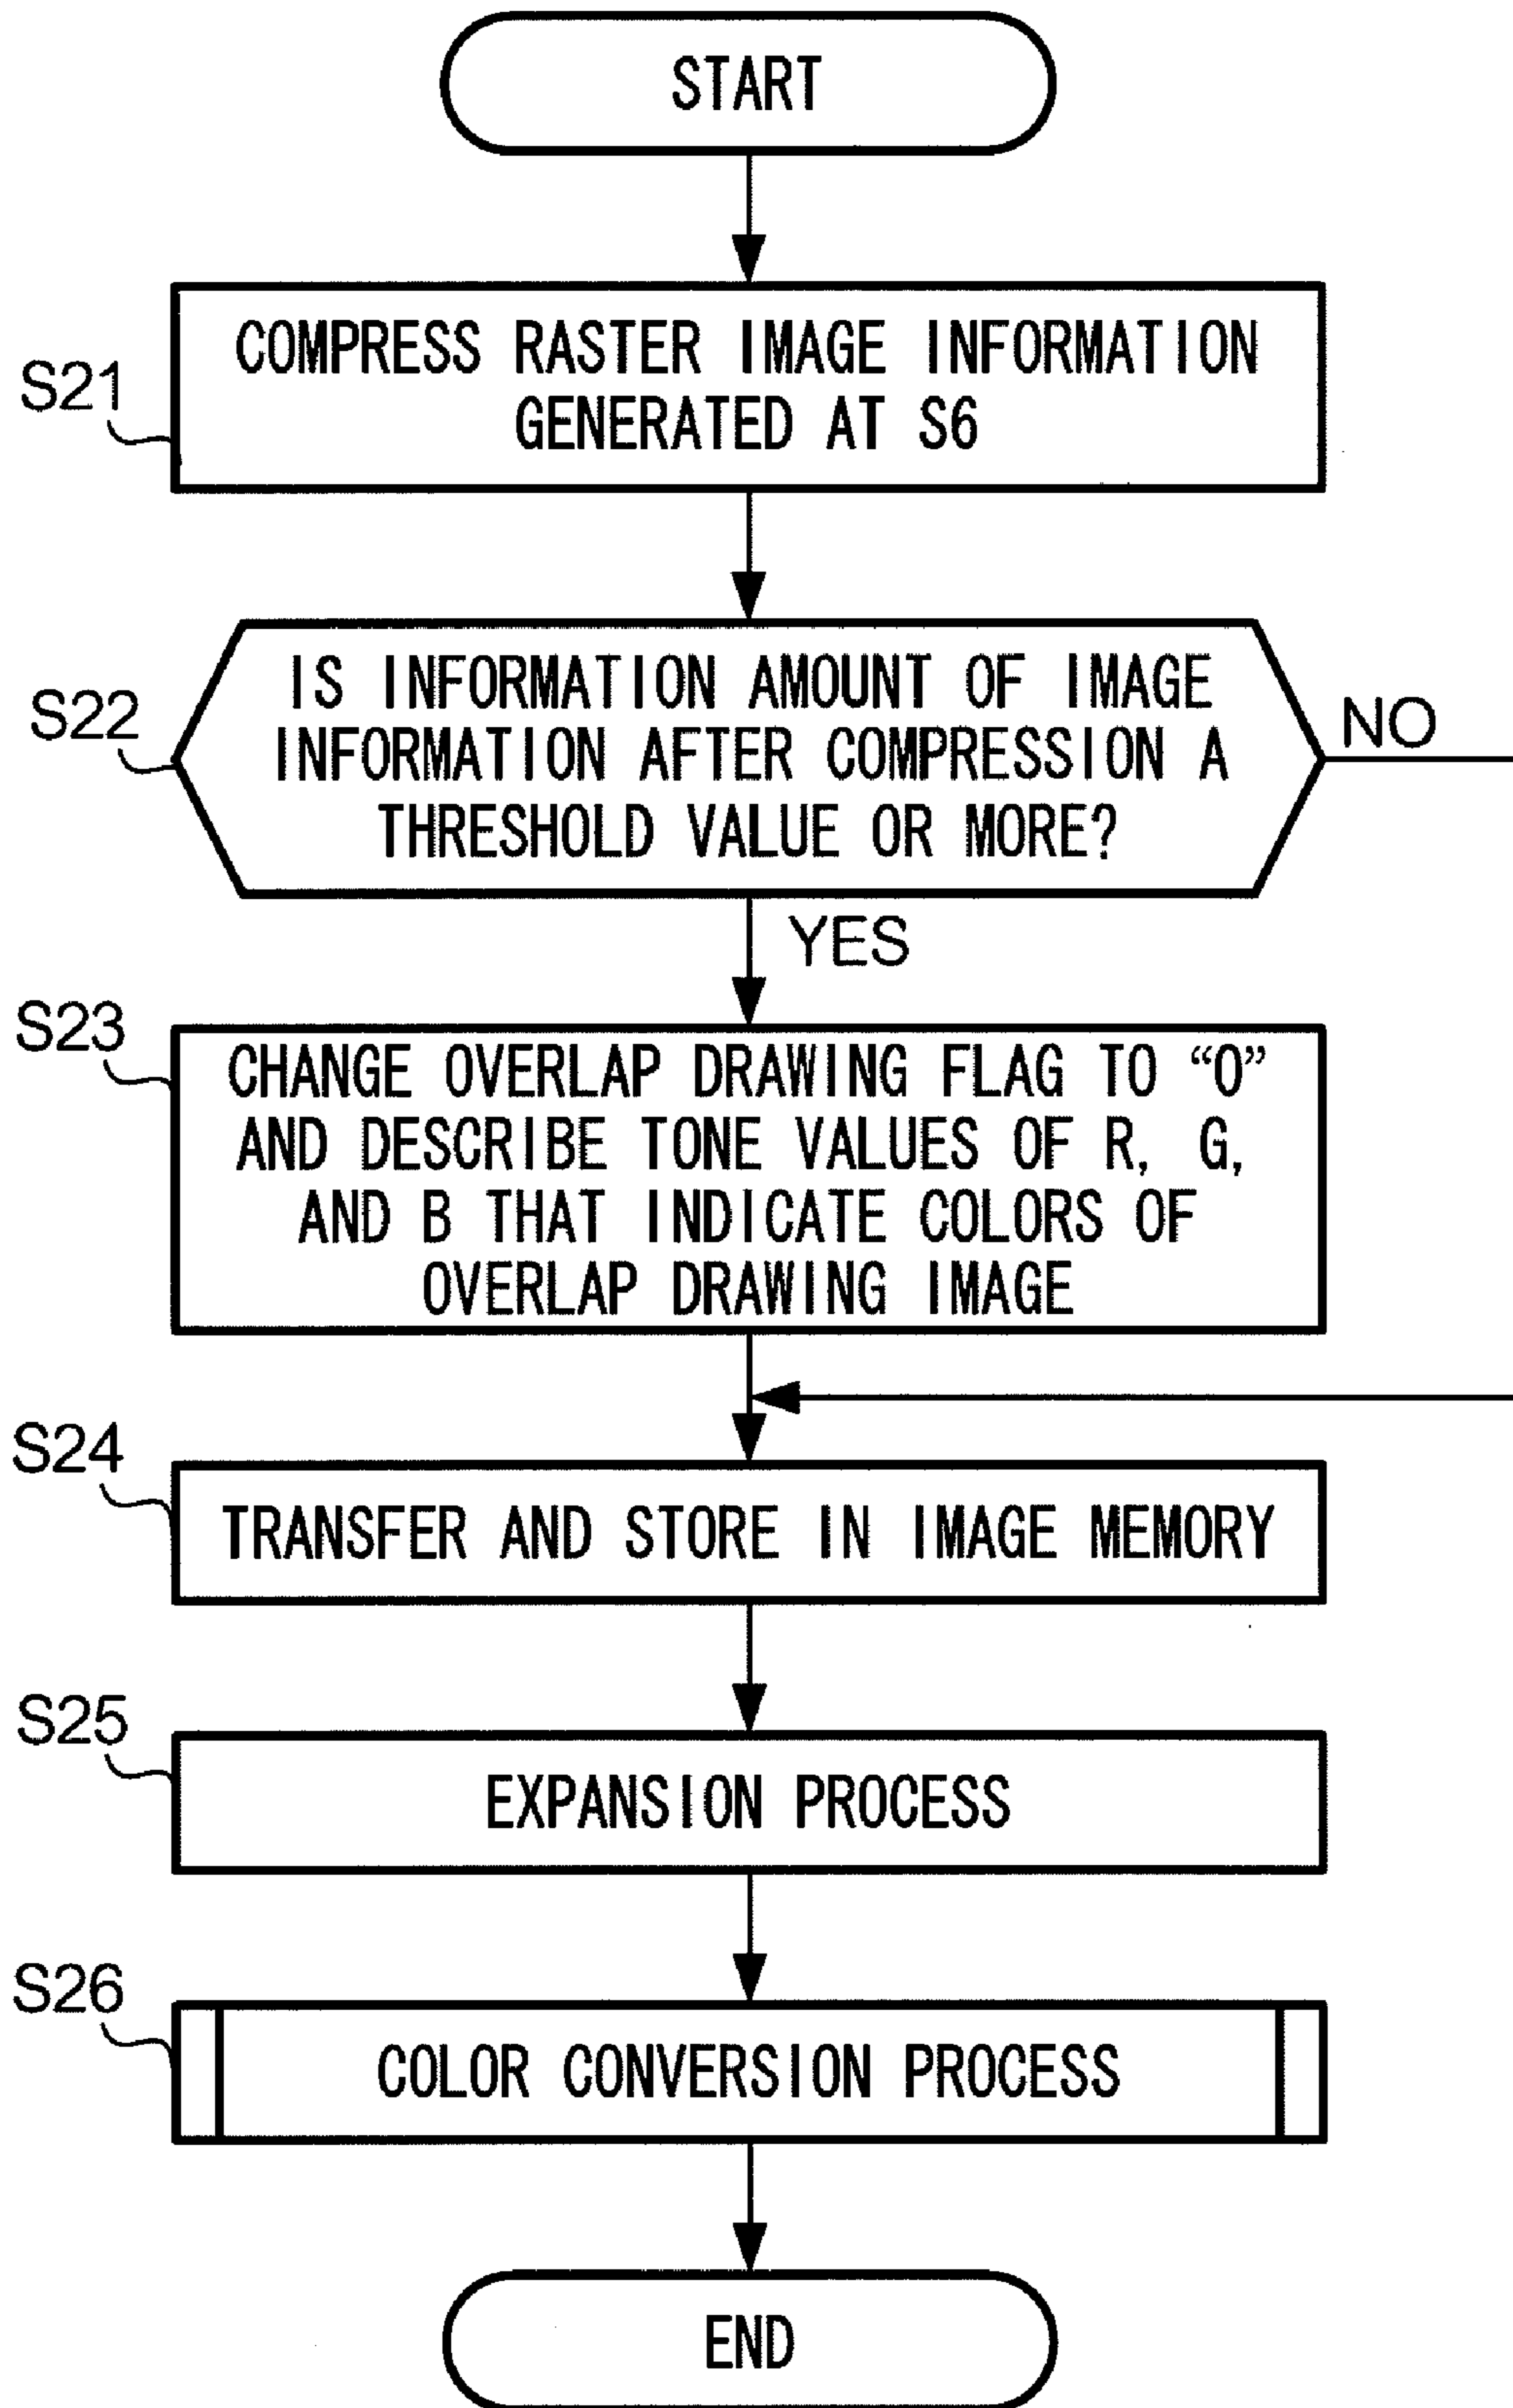 START
S21
COMPRESS RASTER IMAGE INFORMATION
GENERATED AT S6
S22
IS INFORMATION AMOUNT OF IMAGE
INFORMATION AFTER COMPRESSION A
THRESHOLD VALUE OR MORE?
NO
YES
S23
CHANGE OVERLAP DRAWING FLAG TO “0”
AND DESCRIBE TONE VALUES OF R, G,
AND B THAT INDICATE COLORS OF
OVERLAP DRAWING IMAGE
S24
TRANSFER AND STORE IN IMAGE MEMORY
S25
EXPANSION PROCESS
S26
COLOR CONVERSION PROCESS
END